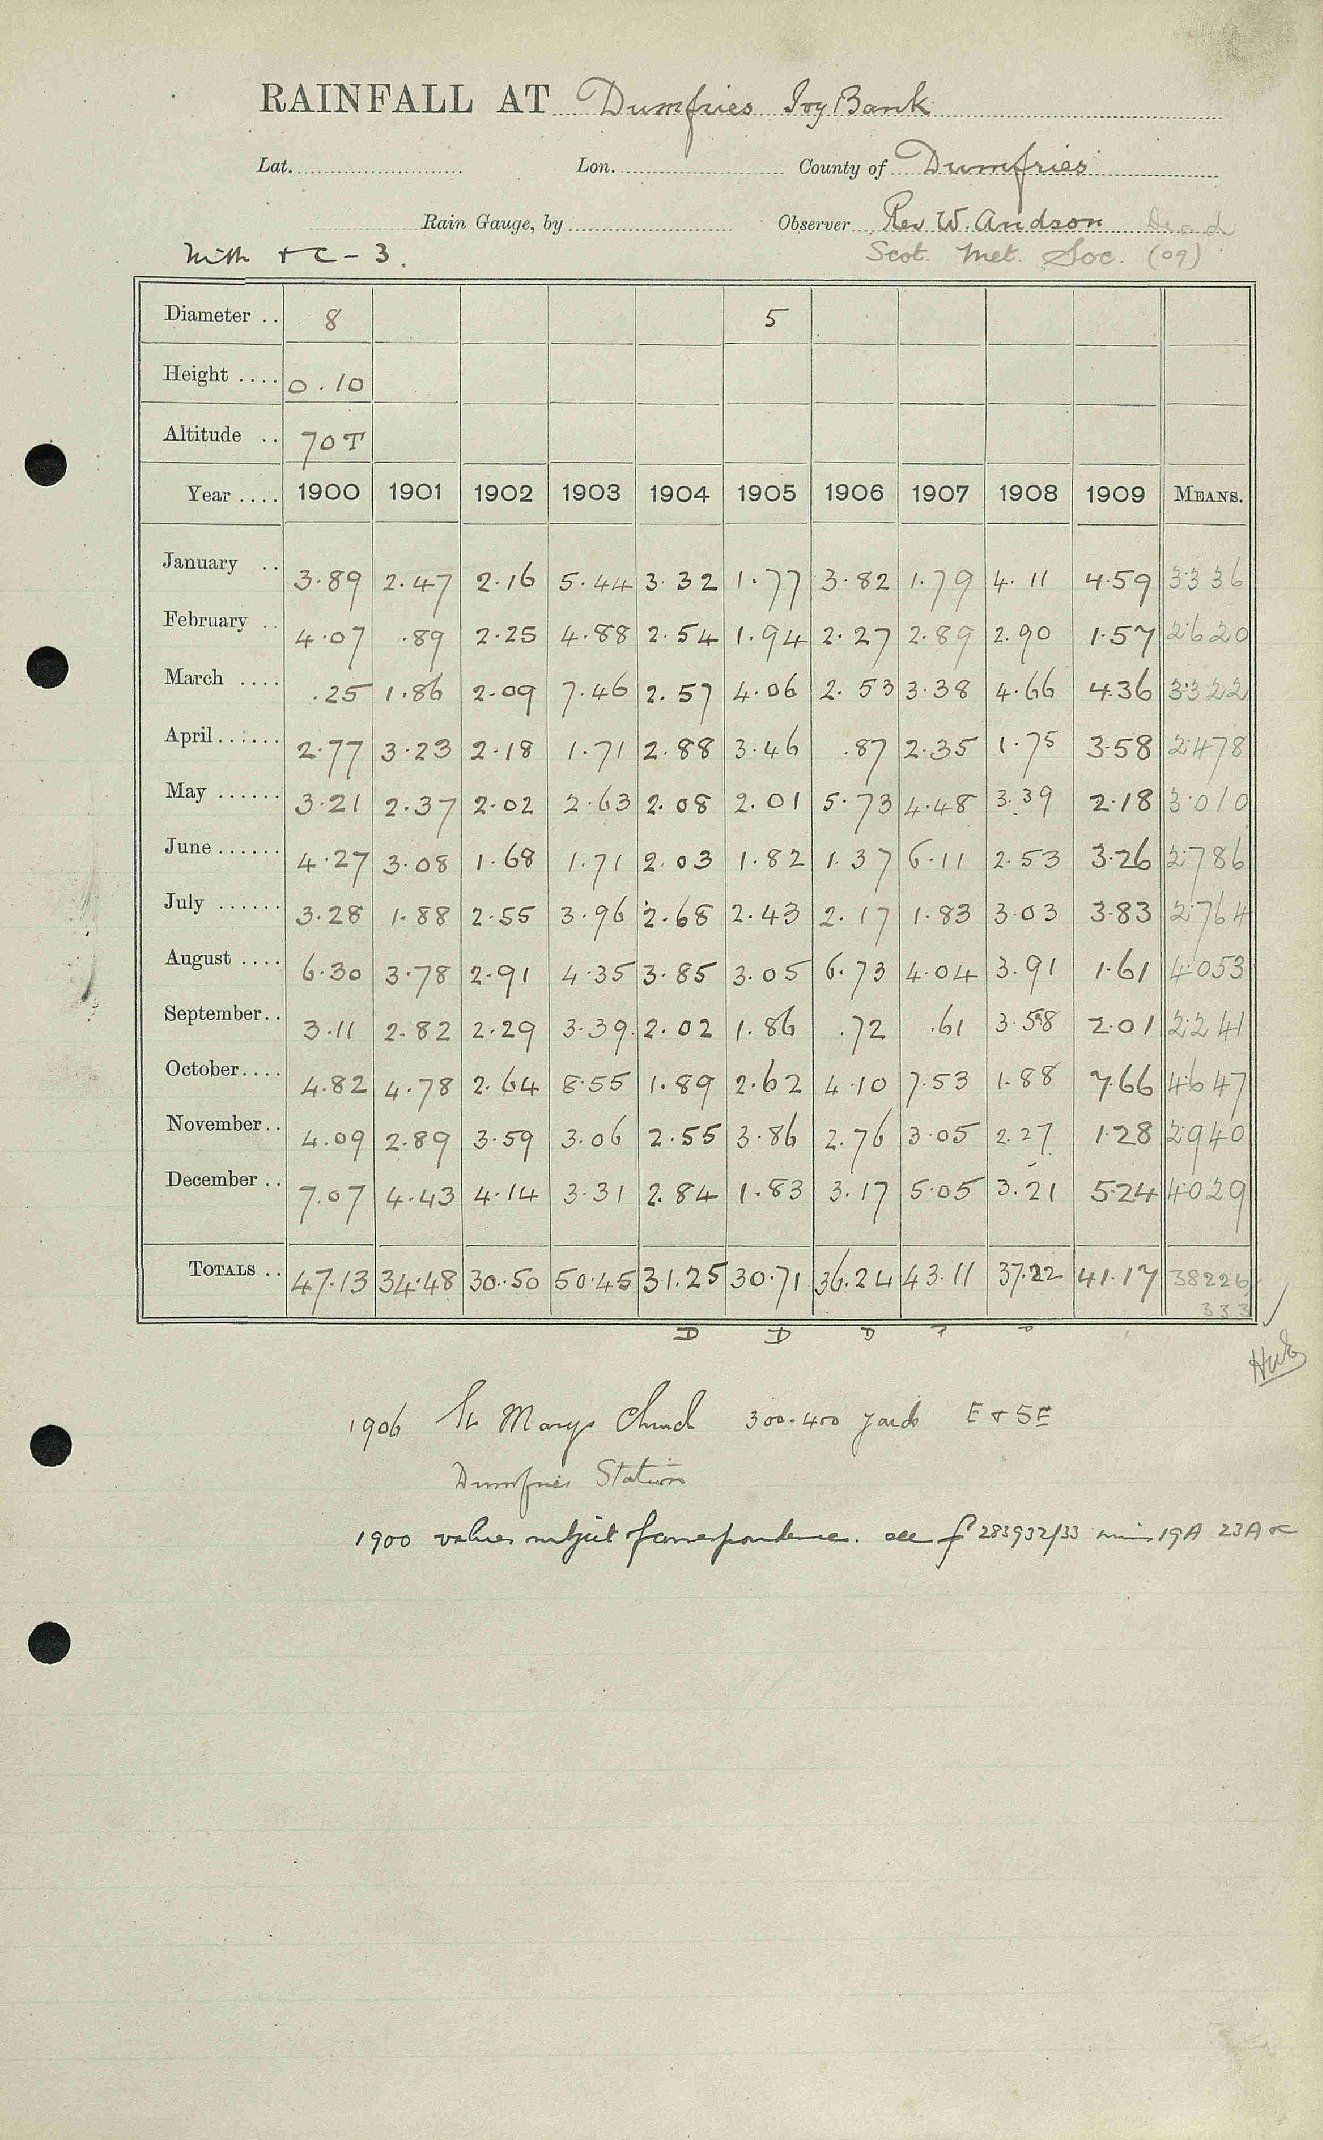 RAINFALL AT Dumfries Ivy Bank
Lat. Lon. County of Dumfries
Rain Gauge, by Observer Rev W. Andson Dead
Nith + C - 3. Scot. Met. Soc. (09)
Diameter .. 8 5
Height .... 0.10
Altitude .. 70T
Year .... 1900 1901 1902 1903 1904 1905 1906 1907 1908 1909 MEANS.
January .. 3.89 2.47 2.16 5.44 3.32 1.77 3.82 1.79 4.11 4.59 3336
February .. 4.07 .89 2.25 4.88 2.54 1.94 2.27 2.89 2.90 1.57 2620
March .... .25 1.86 2.09 7.46 2.57 4.06 2.53 3.38 4.66 4.36 3322
April...... 2.77 3.23 2.18 1.71 2.88 3.46 .87 2.35 1.75 3.58 2478
May ...... 3.21 2.37 2.02 2.63 2.08 2.01 5.73 4.48 3.39 2.18 3010
June ...... 4.27 3.08 1.68 1.71 2.03 1.82 1.37 6.11 2.53 3.26 2786
July ...... 3.28 1.88 2.55 3.96 2.68 2.43 2.17 1.83 3.03 3.83 2764
August .... 6.30 3.78 2.91 4.35 3.85 3.05 6.73 4.04 3.91 1.61 4053
September.. 3.11 2.82 2.29 3.39 2.02 1.86 .72 .61 3.58 2.01 2241
October.... 4.82 4.78 2.64 8.55 1.89 2.62 4.10 7.53 1.88 7.66 4647
November.. 4.09 2.89 3.59 3.06 2.55 3.86 2.76 3.05 2.27 1.28 2940
December .. 7.07 4.43 4.14 3.31 2.84 1.83 3.17 5.05 3.21 5.24 4029
TOTALS .. 47.13 34.48 30.50 50.45 31.25 30.71 36.24 43.11 37.22 41.17 38226
333
D D D
1906 St Marys Church 300-400 yards E + SE
Dumfries Station
1900 values subject of correspondence. see f 283932/33 min 19A 23A